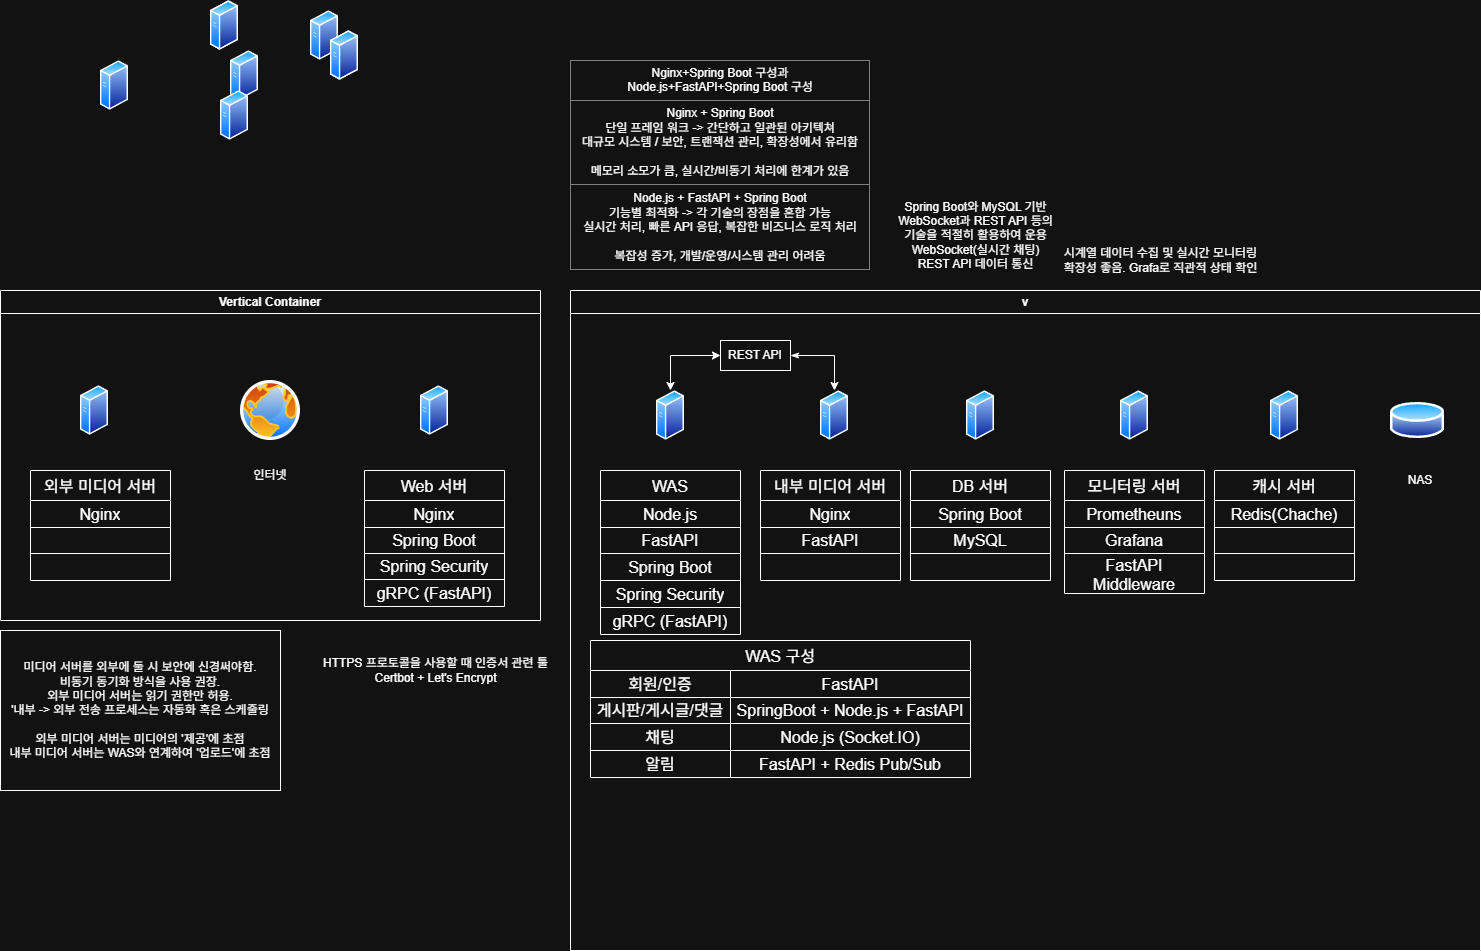 Nginx+Spring Boot 구성과
Node.js+FastAPI+Spring Boot 구성
Nginx + Spring Boot
단일 프레임 워크 -> 간단하고 일관된 아키텍쳐
대규모 시스템 / 보안, 트랜잭션 관리, 확장성에서 유리함
메모리 소모가 큼, 실시간/비동기 처리에 한계가 있음
Node.js + FastAPI + Spring Boot
기능별 최적화 -> 각 기술의 장점을 혼합 가능
실시간 처리, 빠른 API 응답, 복잡한 비즈니스 로직 처리
복잡성 증가, 개발/운영/시스템 관리 어려움
Spring Boot와 MySQL 기반
WebSocket과 REST API 등의
기술을 적절히 활용하여 운용
WebSocket(실시간 채팅)
REST API 데이터 통신
시계열 데이터 수집 및 실시간 모니터링
확장성 좋음. Grafa로 직관적 상태 확인
Vertical Container
인터넷
외부 미디어 서버
Nginx
Web 서버
Nginx
Spring Boot
Spring Security
gRPC (FastAPI)
v
REST API
WAS
Node.js
FastAPI
Spring Boot
Spring Security
gRPC (FastAPI)
내부 미디어 서버
Nginx
FastAPI
DB 서버
Spring Boot
MySQL
모니터링 서버
Prometheuns
Grafana
FastAPI
Middleware
캐시 서버
Redis(Chache)
NAS
미디어 서버를 외부에 둘 시 보안에 신경써야함.
비동기 동기화 방식을 사용 권장.
외부 미디어 서버는 읽기 권한만 허용.
'내부 -> 외부 전송 프로세스는 자동화 혹은 스케줄링
외부 미디어 서버는 미디어의 '제공'에 초점
내부 미디어 서버는 WAS와 연계하여 '업로드'에 초점
HTTPS 프로토콜을 사용할 때 인증서 관련 툴
Certbot + Let's Encrypt
WAS 구성
회원/인증 FastAPI
게시판/게시글/댓글 SpringBoot + Node.js + FastAPI
채팅 Node.js (Socket.IO)
알림 FastAPI + Redis Pub/Sub